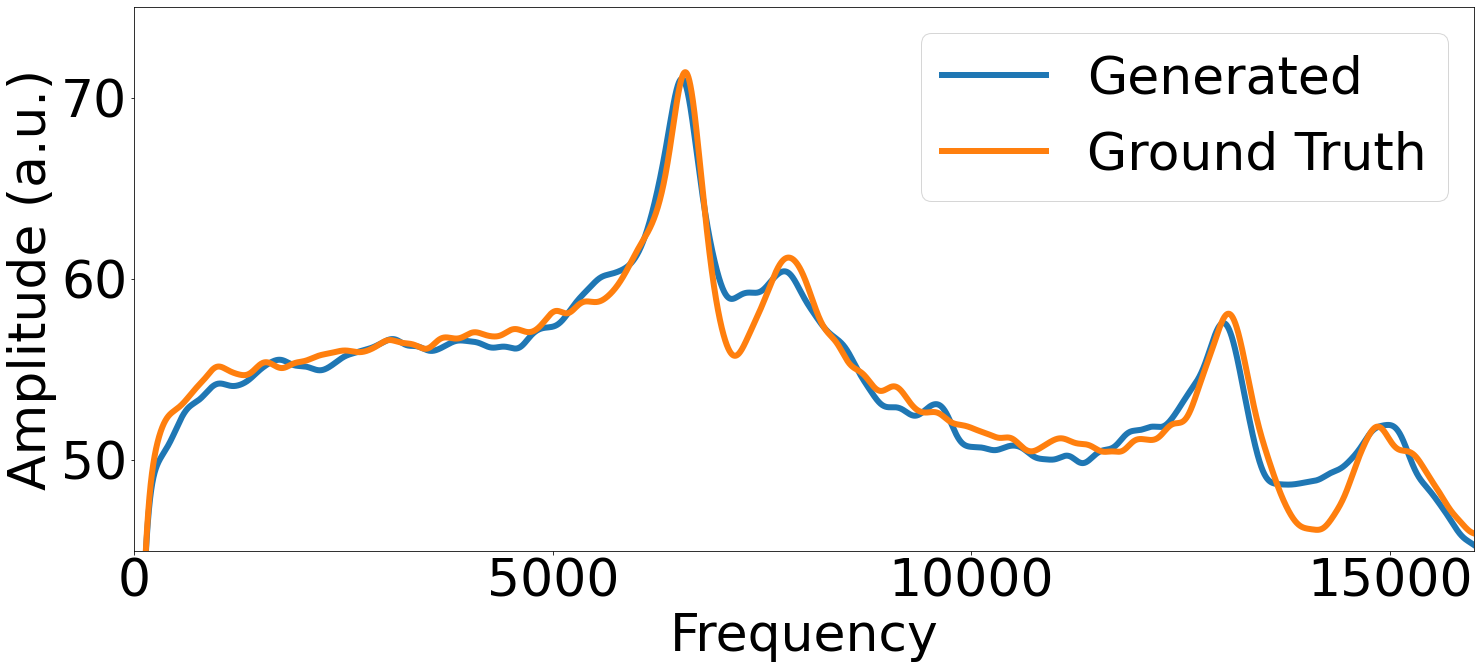 Amplitude (a.u.)
70
60
50
Generated
Ground Truth
0 5000 10000 15000
Frequency